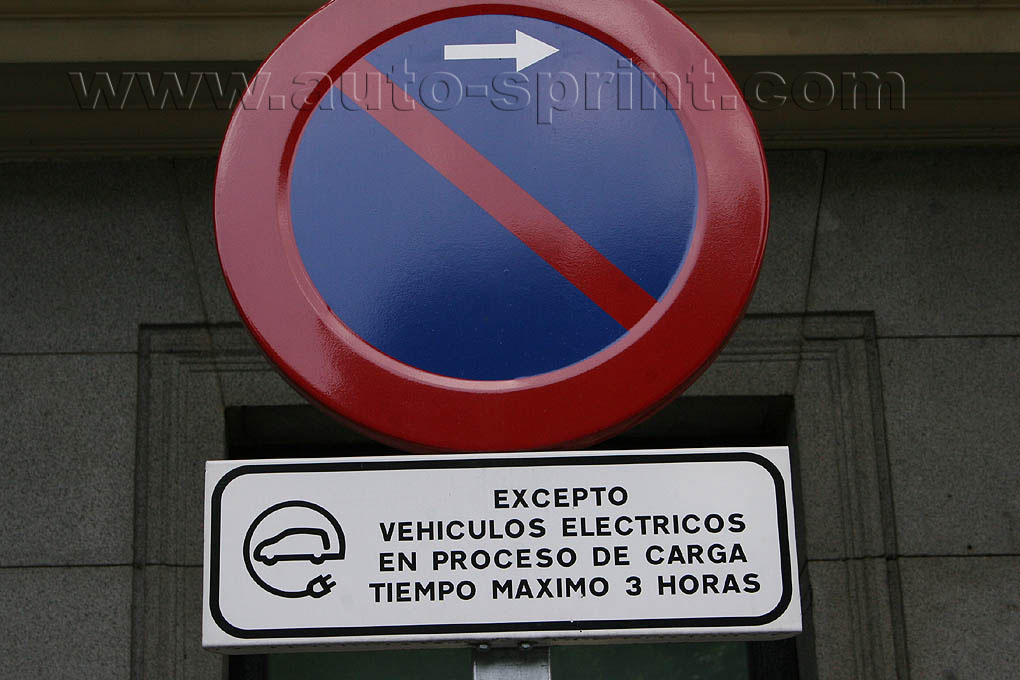 www.auto-sprint.com
EXCEPTO
VEHICULOS ELECTRICOS
EN PROCESO DE CARGA
TIEMPO MAXIMO 3 HORAS